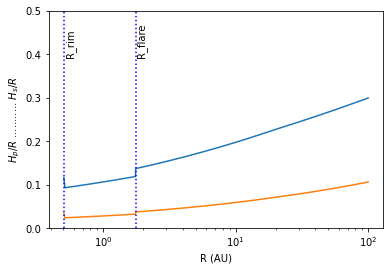 0.5
0.4
0.3
0.2
0.1
0.0
H_p/R ............ H_s/R
R_rim
R_flare
10^0 10^1 10^2
R (AU)